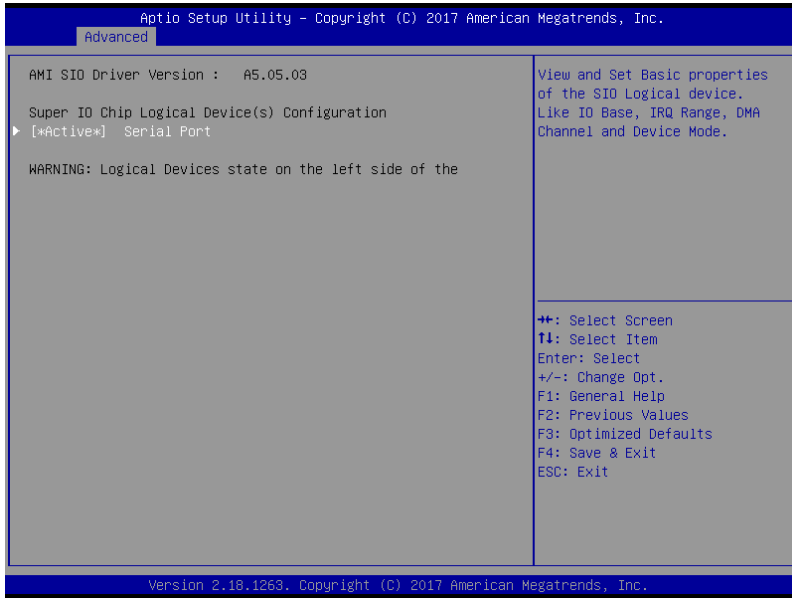 Aptio Setup Utility – Copyright (C) 2017 American Megatrends, Inc.
Advanced
AMI SIO Driver Version :   A5.05.03
Super IO Chip Logical Device(s) Configuration
[*Active*]   Serial Port
WARNING: Logical Devices state on the left side of the
View and Set Basic properties
of the SIO Logical device.
Like IO Base, IRQ Range, DMA
Channel and Device Mode.
→←: Select Screen
↑↓: Select Item
Enter: Select
+/-: Change Opt.
F1: General Help
F2: Previous Values
F3: Optimized Defaults
F4: Save & Exit
ESC: Exit
Version 2.18.1263. Copyright (C) 2017 American Megatrends, Inc.